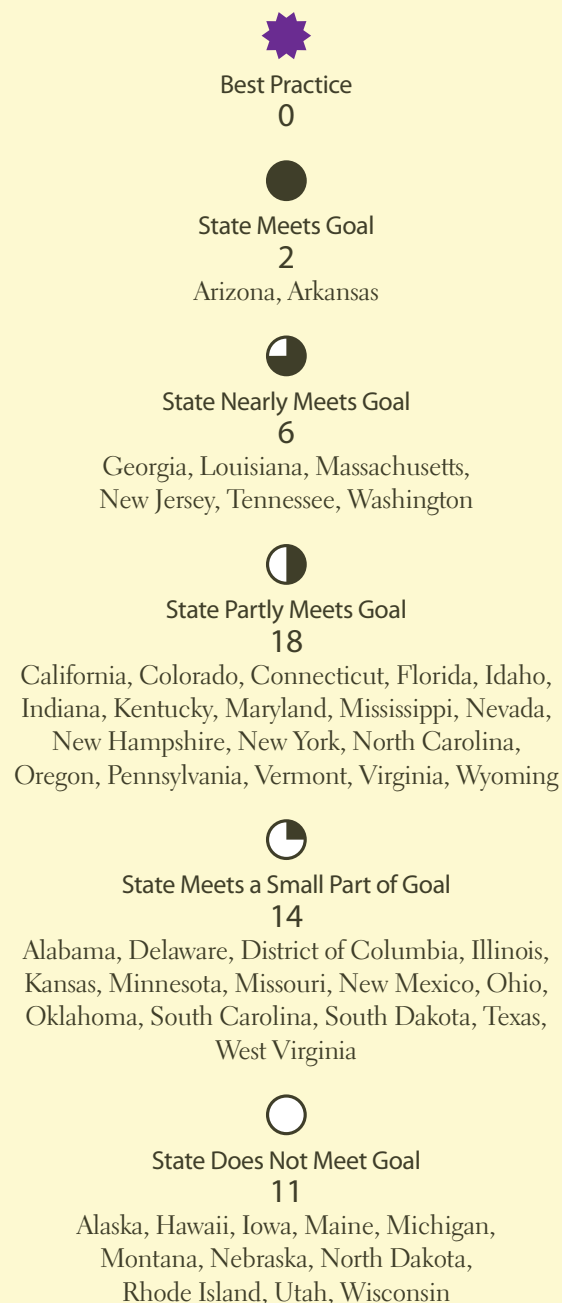 Best Practice
0
State Meets Goal
2
Arizona, Arkansas
State Nearly Meets Goal
6
Georgia, Louisiana, Massachusetts,
New Jersey, Tennessee, Washington
State Partly Meets Goal
18
California, Colorado, Connecticut, Florida, Idaho,
Indiana, Kentucky, Maryland, Mississippi, Nevada,
New Hampshire, New York, North Carolina,
Oregon, Pennsylvania, Vermont, Virginia, Wyoming
State Meets a Small Part of Goal
14
Alabama, Delaware, District of Columbia, Illinois,
Kansas, Minnesota, Missouri, New Mexico, Ohio,
Oklahoma, South Carolina, South Dakota, Texas,
West Virginia
State Does Not Meet Goal
11
Alaska, Hawaii, Iowa, Maine, Michigan,
Montana, Nebraska, North Dakota,
Rhode Island, Utah, Wisconsin